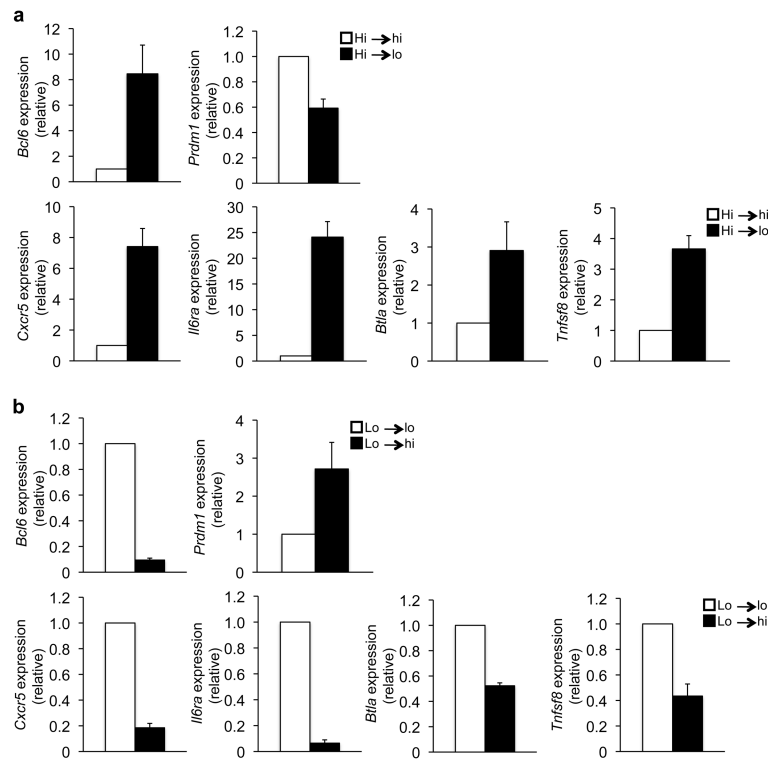 a
Bcl6 expression
(relative)
14
12
10
8
6
4
2
0
Prdm1 expression
(relative)
1.2
1.0
0.8
0.6
0.4
0.2
0
Hi → hi
Hi → lo
Cxcr5 expression
(relative)
10
8
6
4
2
0
Il6ra expression
(relative)
30
25
20
15
10
5
0
Btla expression
(relative)
4
3
2
1
0
Tnfsf8 expression
(relative)
5
4
3
2
1
0
Hi → hi
Hi → lo
b
Bcl6 expression
(relative)
1.2
1.0
0.8
0.6
0.4
0.2
0
Prdm1 expression
(relative)
4
3
2
1
0
Lo → lo
Lo → hi
Cxcr5 expression
(relative)
1.2
1.0
0.8
0.6
0.4
0.2
0
Il6ra expression
(relative)
1.2
1.0
0.8
0.6
0.4
0.2
0
Btla expression
(relative)
1.2
1.0
0.8
0.6
0.4
0.2
0
Tnfsf8 expression
(relative)
1.2
1.0
0.8
0.6
0.4
0.2
0
Lo → lo
Lo → hi